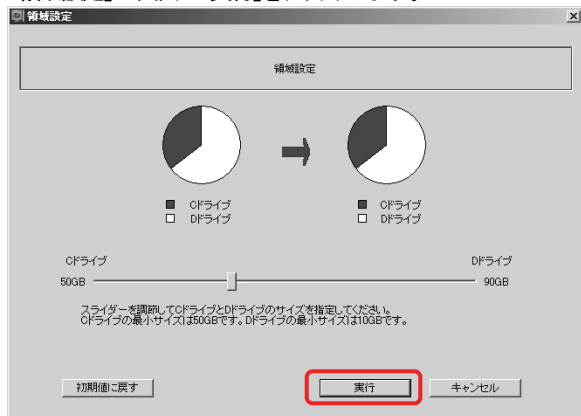 領域設定
領域設定
Cドライブ
Dドライブ
Cドライブ
Dドライブ
Cドライブ
Dドライブ
50GB
90GB
スライダーを調節してCドライブとDドライブのサイズを指定してください。
Cドライブの最小サイズは50GBです。Dドライブの最小サイズは10GBです。
初期値に戻す
実行
キャンセル